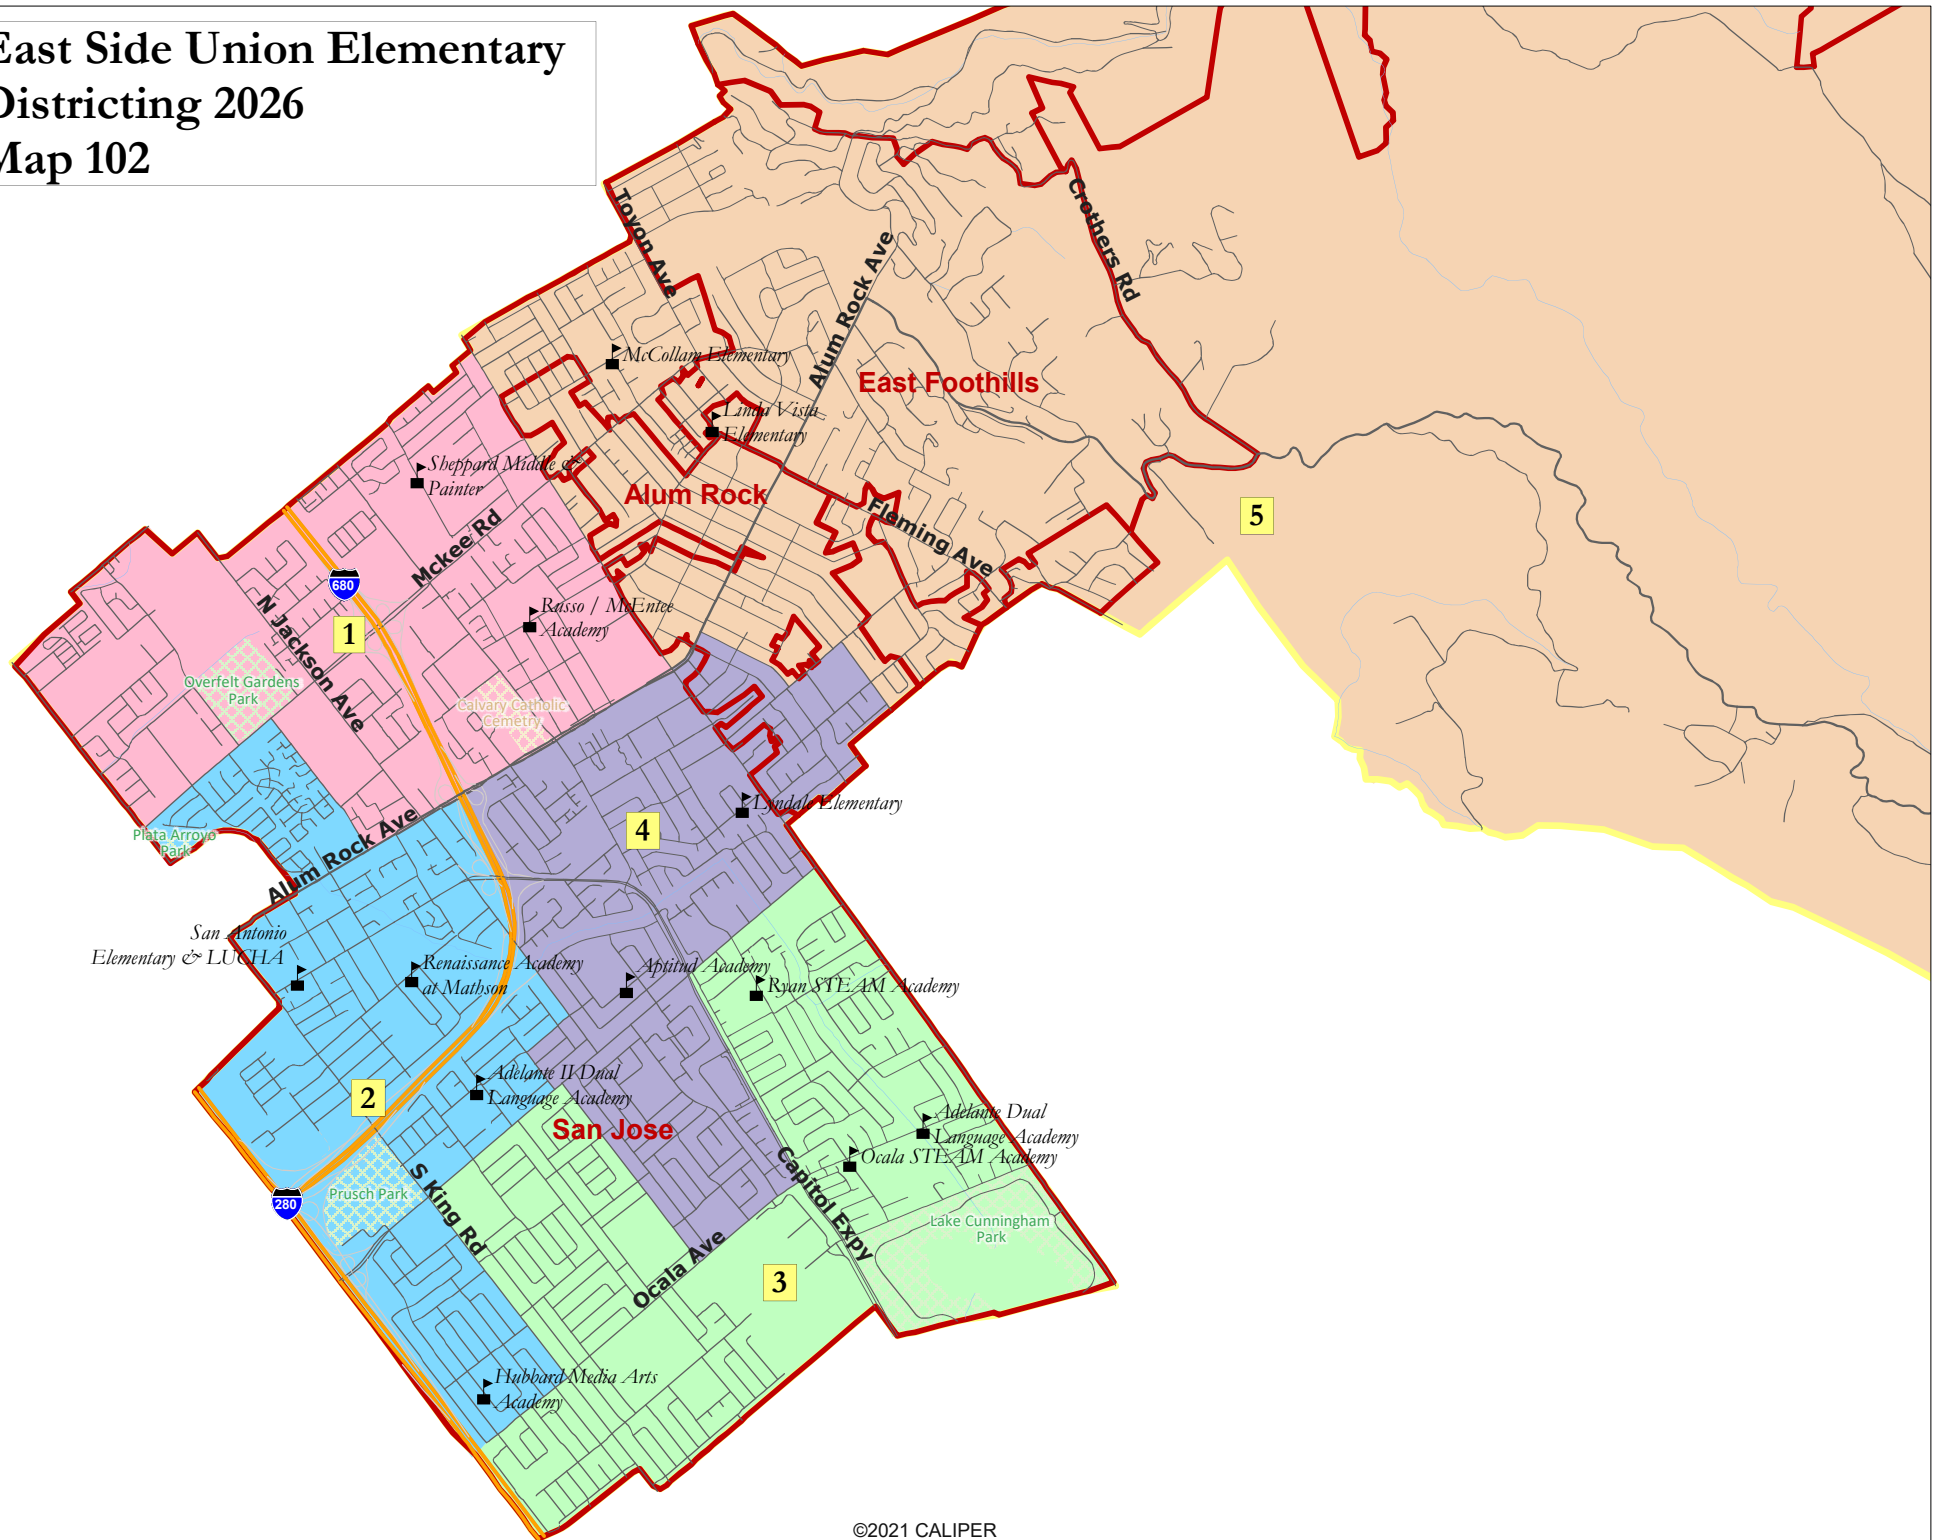 East Side Union Elementary
Districting 2026
Map 102
Toyon Ave
Crothers Rd
Alum Rock Ave
McCollam Elementary
East Foothills
Linda Vista
Elementary
Sheppard Middle &
Painter
Alum Rock
Mckee Rd
Fleming Ave
5
680
N Jackson Ave
1
Russo / McEntee
Academy
Overfelt Gardens
Park
Calvary Catholic
Cemetry
Plata Arroyo
Park
Alum Rock Ave
4
Lyndale Elementary
San Antonio
Elementary & LUCHA
Renaissance Academy
at Mathson
Aptitud Academy
Ryan STEAM Academy
2
Adelante II Dual
Language Academy
San Jose
Adelante Dual
Language Academy
Ocala STEAM Academy
Prusch Park
280
S King Rd
Capitol Expy
Lake Cunningham
Park
Ocala Ave
3
Hubbard Media Arts
Academy
©2021 CALIPER